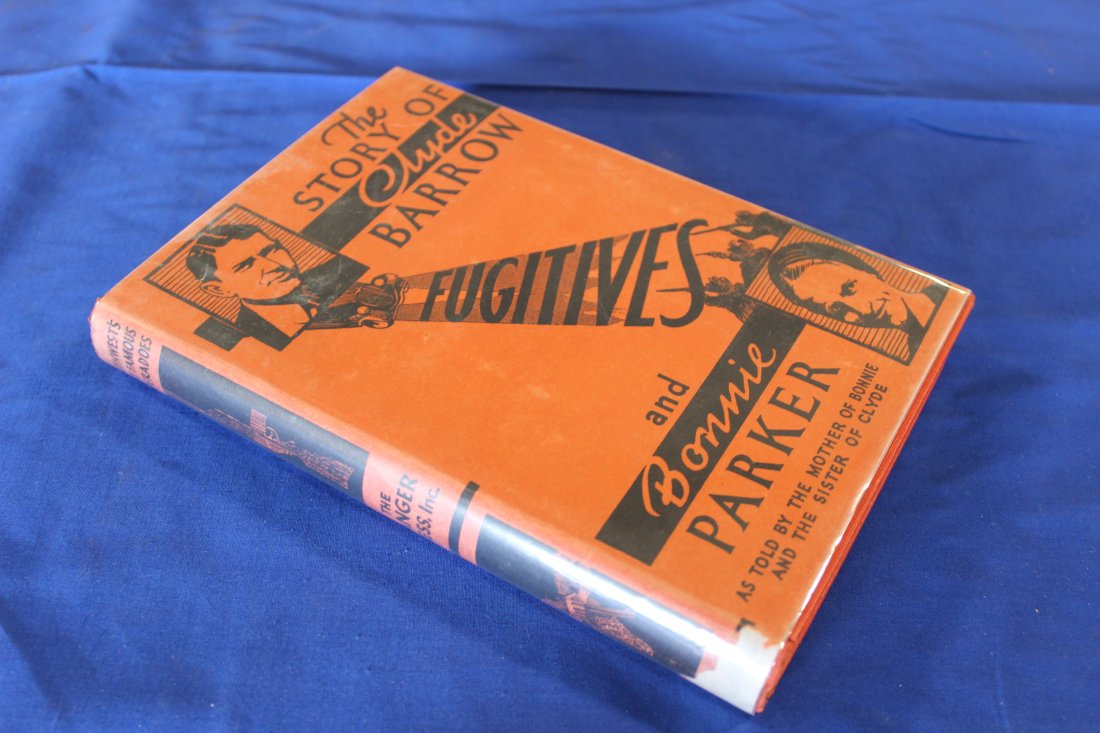 The
STORY OF
Clyde
BARROW
FUGITIVES
and
Bonnie
PARKER
AS TOLD BY THE MOTHER OF BONNIE
AND THE SISTER OF CLYDE
THE